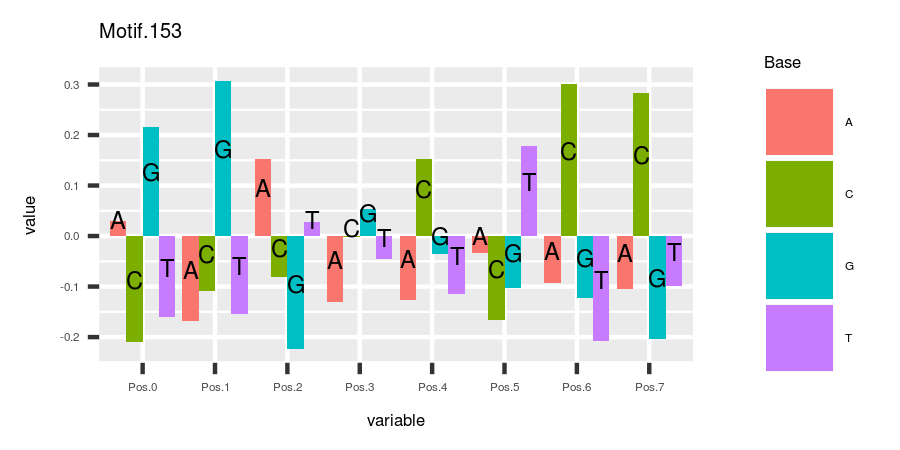 Motif.153
Base
0.3
0.2
0.1
0.0
-0.1
-0.2
value
A C G T A C G T A C G T A C G T A C G T A C G T A C G T A C G T
Pos.0 Pos.1 Pos.2 Pos.3 Pos.4 Pos.5 Pos.6 Pos.7
variable
A
C
G
T